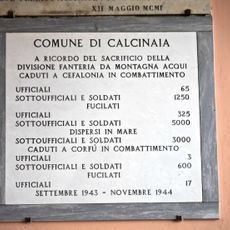 XII MAGGIO MCMI
COMUNE DI CALCINAIA
A RICORDO DEL SACRIFICIO DELLA
DIVISIONE FANTERIA DA MONTAGNA ACQUI
CADUTI A CEFALONIA IN COMBATTIMENTO
UFFICIALI 65
SOTTOUFFICIALI E SOLDATI 1250
FUCILATI
UFFICIALI 325
SOTTOUFFICIALI E SOLDATI 5000
DISPERSI IN MARE
SOTTOUFFICIALI E SOLDATI 3000
CADUTI A CORFÙ IN COMBATTIMENTO
UFFICIALI 3
SOTTOUFFICIALI E SOLDATI 600
FUCILATI
UFFICIALI 17
SETTEMBRE 1943 - NOVEMBRE 1944